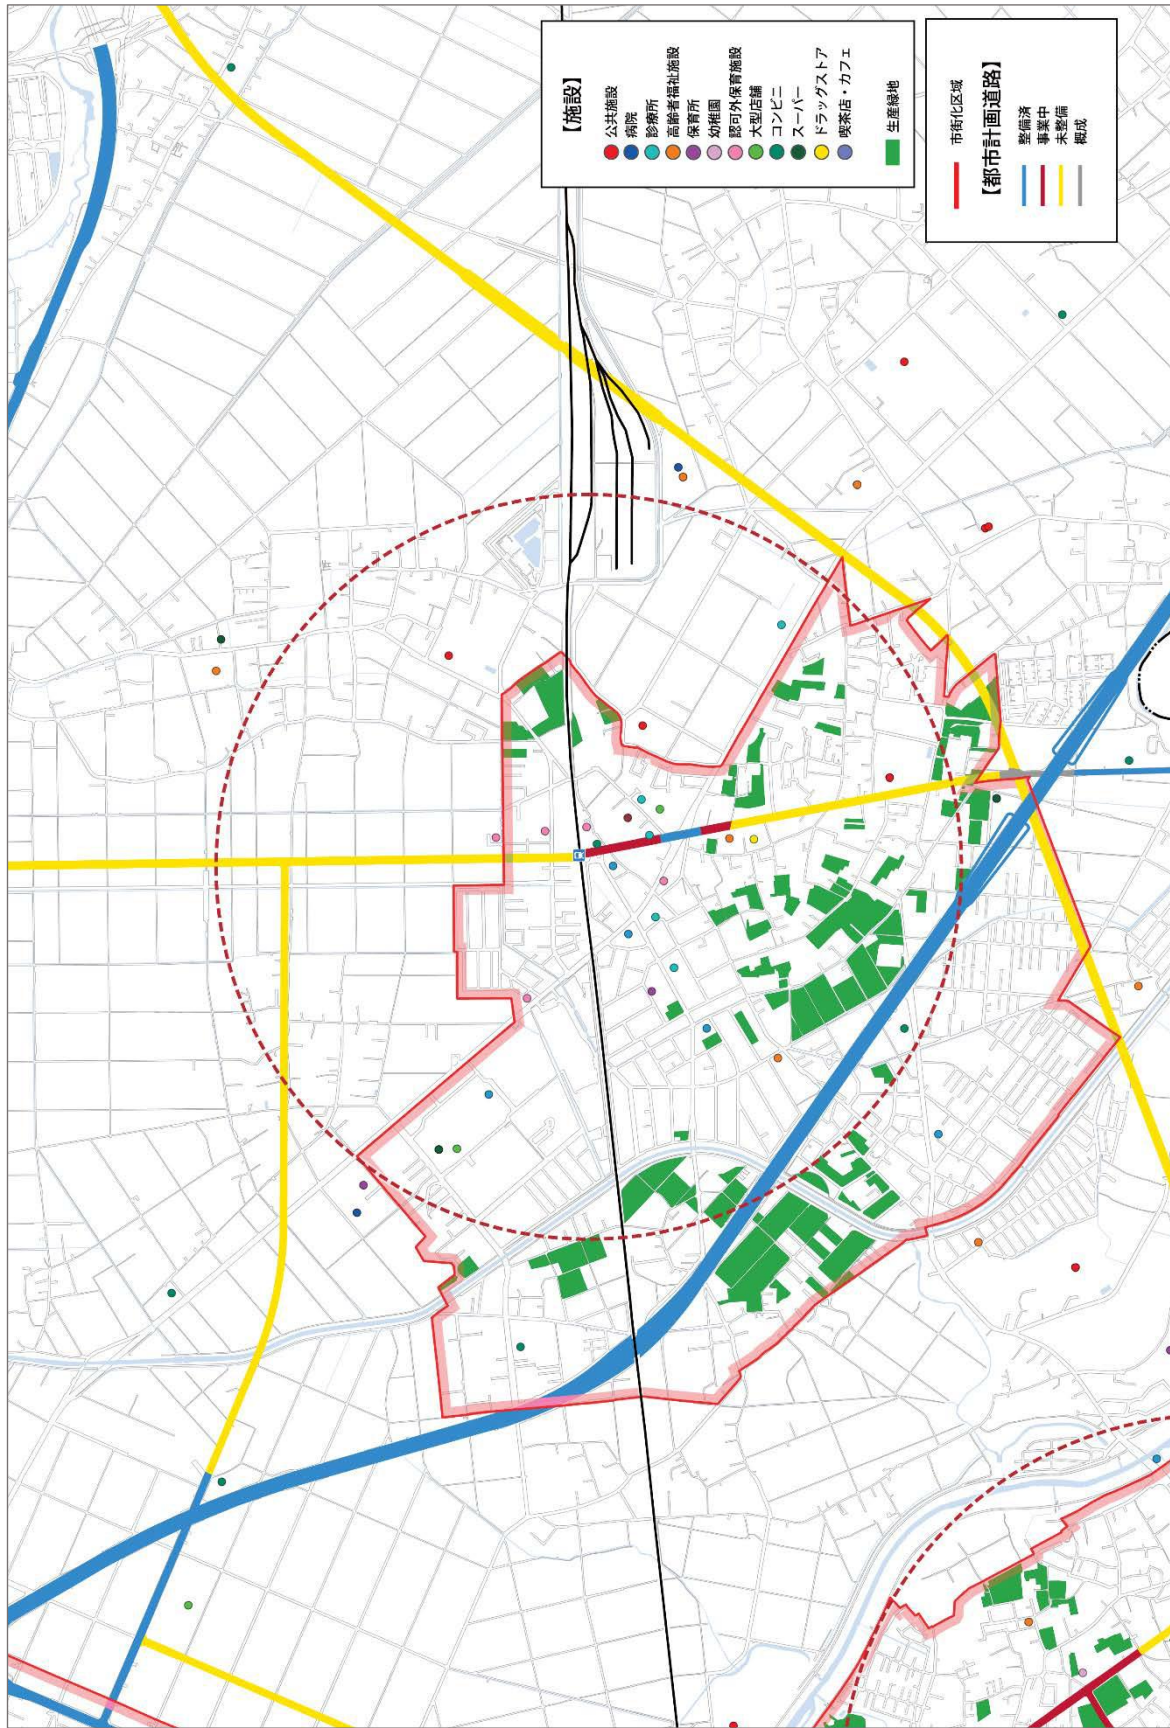 【施設】
公共施設
病院
診療所
高齢者福祉施設
保育所
幼稚園
認可外保育施設
大型店舗
コンビニ
スーパー
ドラッグストア
喫茶店・カフェ
生産緑地
市街化区域
【都市計画道路】
整備済
事業中
未整備
概成